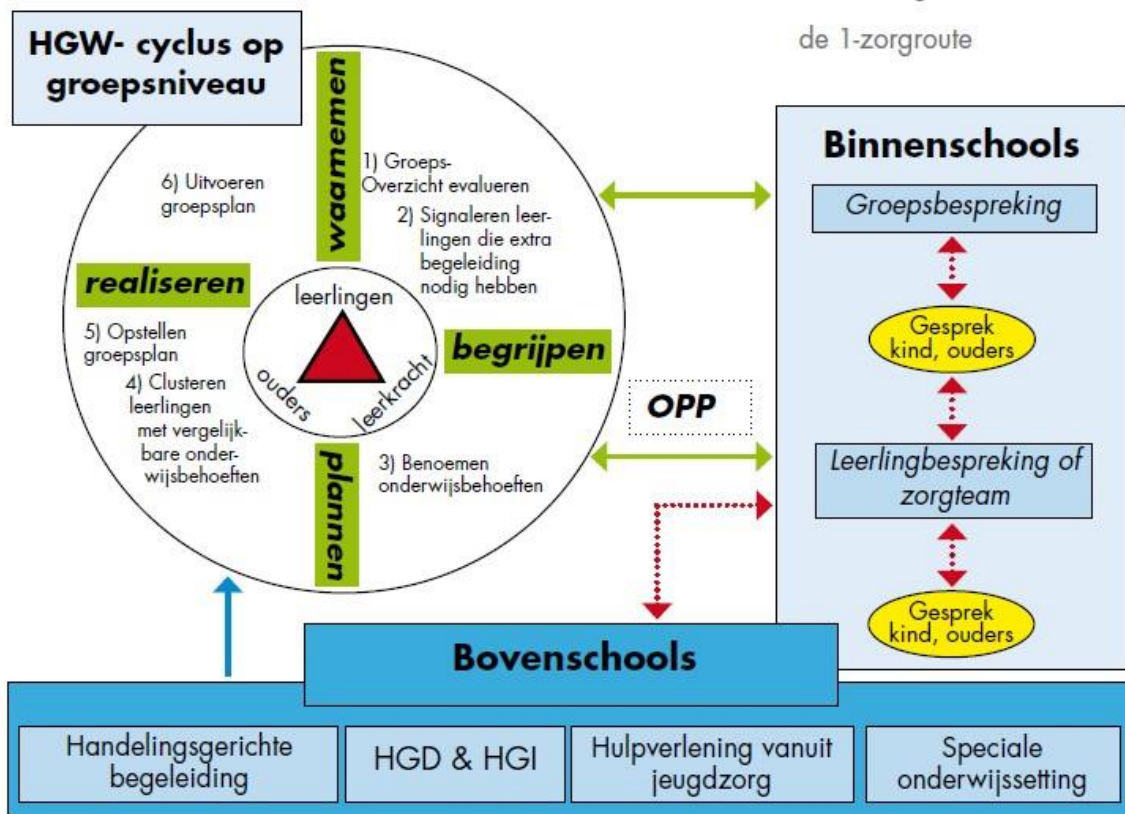 de 1-zorgroute
HGW- cyclus op
groepsniveau
waarnemen
1) Groeps-
Overzicht evalueren
2) Signaleren leer-
lingen die extra
begeleiding
nodig hebben
6) Uitvoeren
groepsplan
realiseren
leerlingen
ouders
leerkracht
begrijpen
5) Opstellen
groepsplan
4) Clusteren
leerlingen
met vergelijk-
bare onder-
wijsbehoeften
plannen
3) Benoemen
onderwijsbehoeften
OPP
Binnenschools
Groepsbespreking
Gesprek
kind, ouders
Leerlingbespreking of
zorgteam
Gesprek
kind, ouders
Bovenschools
Handelingsgerichte
begeleiding
HGD & HGI
Hulpverlening vanuit
jeugdzorg
Speciale
onderwijssetting